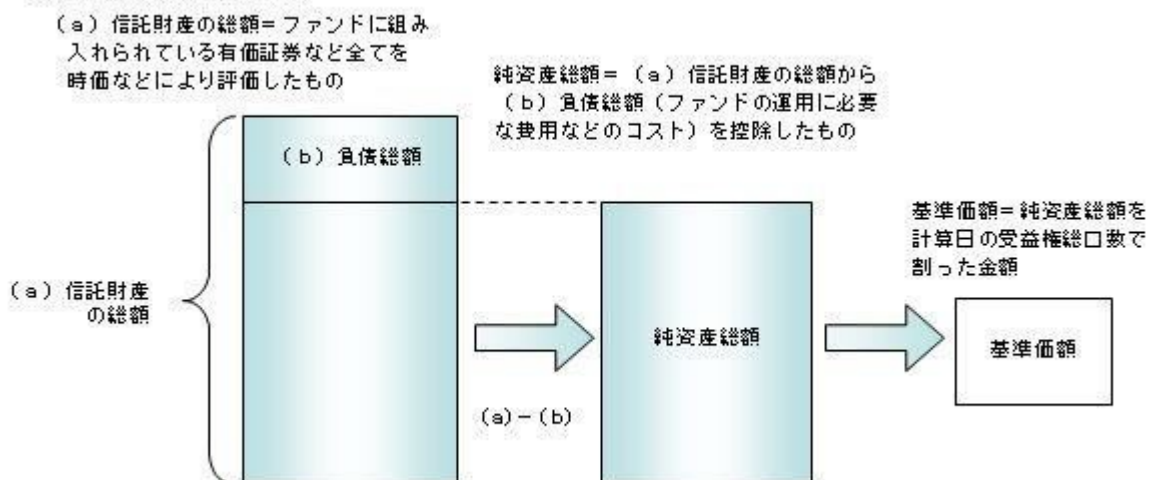 (a)信託財産の総額=ファンドに組み
入れられている有価証券など全てを
時価などにより評価したもの
純資産総額=(a)信託財産の総額から
(b)負債総額(ファンドの運用に必要
な費用などのコスト)を控除したもの
(b)負債総額
基準価額=純資産総額を
計算日の受益権総口数で
割った金額
(a)信託財産
の総額
純資産総額
基準価額
(a)-(b)